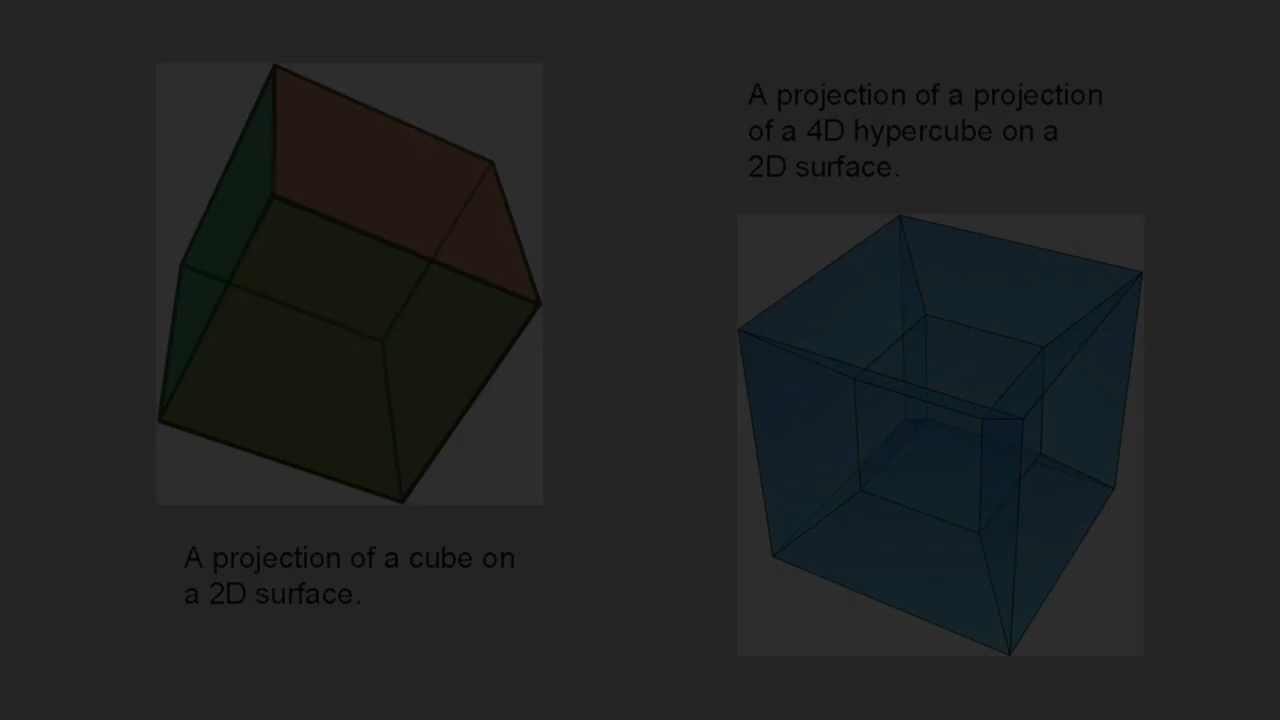 A projection of a projection
of a 4D hypercube on a
2D surface.
A projection of a cube on
a 2D surface.